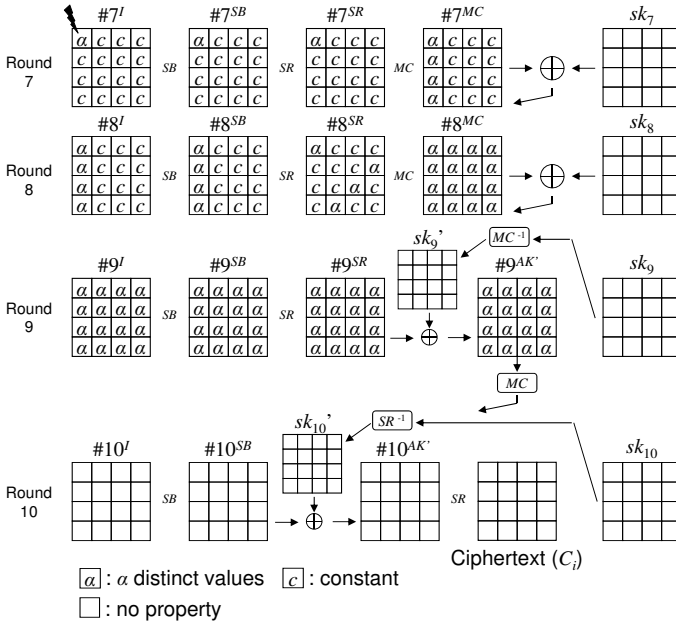 #7^I #7^SB #7^SR #7^MC sk_7
Round 7
α c c c SB α c c c SR α c c c MC α c c c
c c c c c c c c c c c c α c c c
c c c c c c c c c c c c α c c c
c c c c c c c c c c c c α c c c
#8^I #8^SB #8^SR #8^MC sk_8
Round 8
α c c c SB α c c c SR α c c c MC α α α α
α c c c α c c c c c c α α α α α
α c c c α c c c c c α c α α α α
α c c c α c c c c α c c α α α α
sk_9' MC^-1
#9^I #9^SB #9^SR #9^AK' sk_9
Round 9
α α α α SB α α α α SR α α α α α α α α
α α α α α α α α α α α α α α α α
α α α α α α α α α α α α α α α α
α α α α α α α α α α α α α α α α
MC
sk_10' SR^-1
#10^I #10^SB #10^AK' sk_10
Round 10
SB SR
Ciphertext (C_i)
α : α distinct values c : constant
: no property